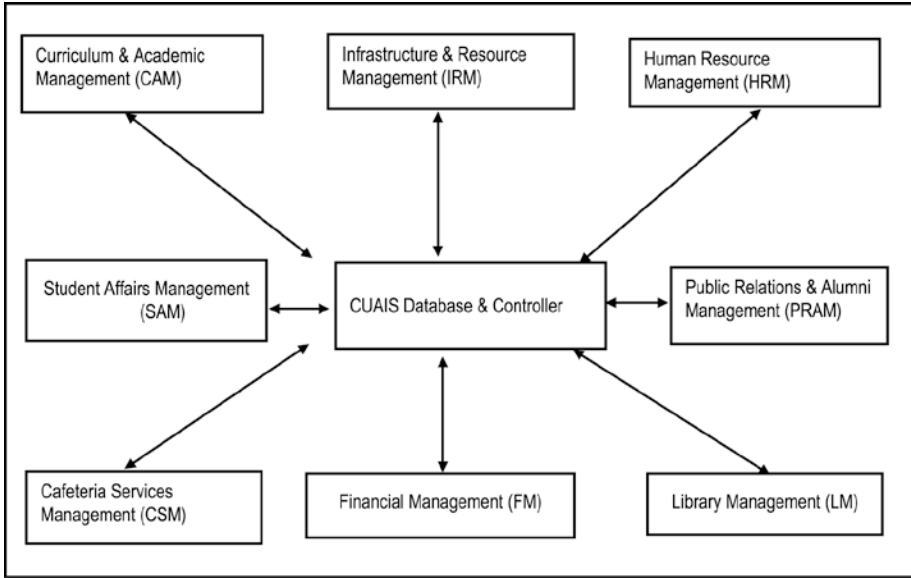 Curriculum & Academic
Management (CAM)
Infrastructure & Resource
Management (IRM)
Human Resource
Management (HRM)
Student Affairs Management
(SAM)
CUAIS Database & Controller
Public Relations & Alumni
Management (PRAM)
Cafeteria Services
Management (CSM)
Financial Management (FM)
Library Management (LM)